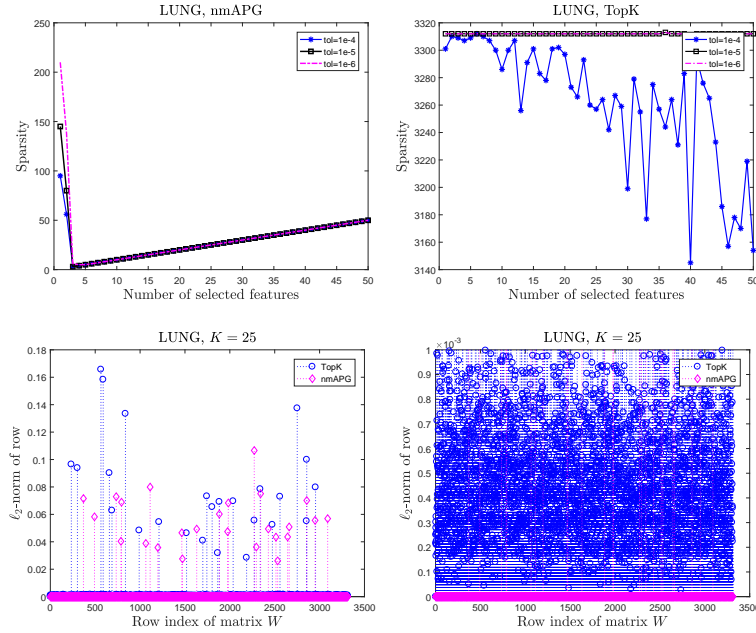 LUNG, nmAPG
tol=1e-4
tol=1e-5
tol=1e-6
250
200
150
100
50
0
Sparsity
0 5 10 15 20 25 30 35 40 45 50
Number of selected features
LUNG, TopK
tol=1e-4
tol=1e-5
tol=1e-6
3320
3300
3280
3260
3240
3220
3200
3180
3160
3140
Sparsity
0 5 10 15 20 25 30 35 40 45 50
Number of selected features
LUNG, K = 25
TopK
nmAPG
0.18
0.16
0.14
0.12
0.1
0.08
0.06
0.04
0.02
0
ℓ2-norm of row
0 500 1000 1500 2000 2500 3000 3500
Row index of matrix W
LUNG, K = 25
×10-3
TopK
nmAPG
1
0.9
0.8
0.7
0.6
0.5
0.4
0.3
0.2
0.1
0
ℓ2-norm of row
0 500 1000 1500 2000 2500 3000 3500
Row index of matrix W